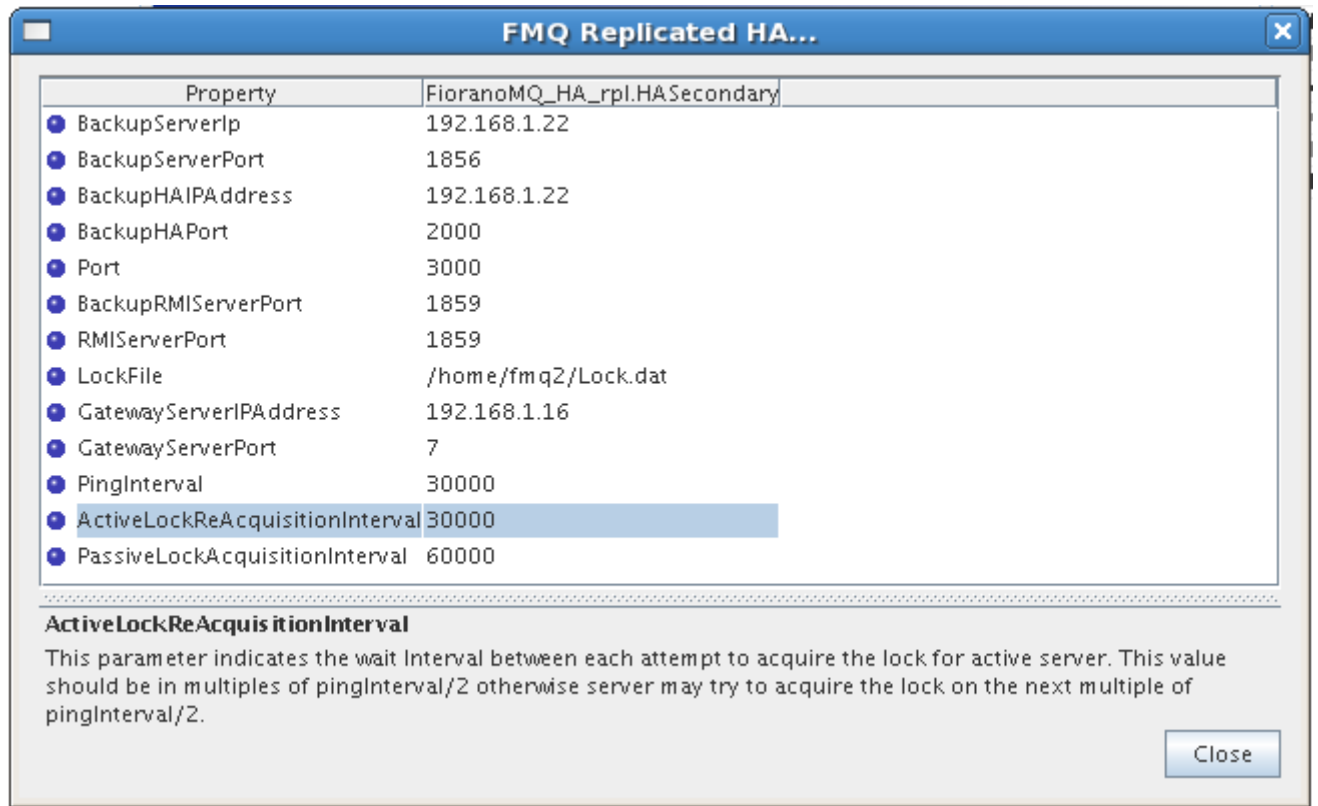 FMQ Replicated HA...
Property FioranoMQ_HA_rpl.HASecondary
BackupServerIp 192.168.1.22
BackupServerPort 1856
BackupHAIPAddress 192.168.1.22
BackupHAPort 2000
Port 3000
BackupRMIServerPort 1859
RMIServerPort 1859
LockFile /home/fmq2/Lock.dat
GatewayServerIPAddress 192.168.1.16
GatewayServerPort 7
PingInterval 30000
ActiveLockReAcquisitionInterval 30000
PassiveLockAcquisitionInterval 60000
ActiveLockReAcquisitionInterval
This parameter indicates the wait Interval between each attempt to acquire the lock for active server. This value
should be in multiples of pingInterval/2 otherwise server may try to acquire the lock on the next multiple of
pingInterval/2.
Close